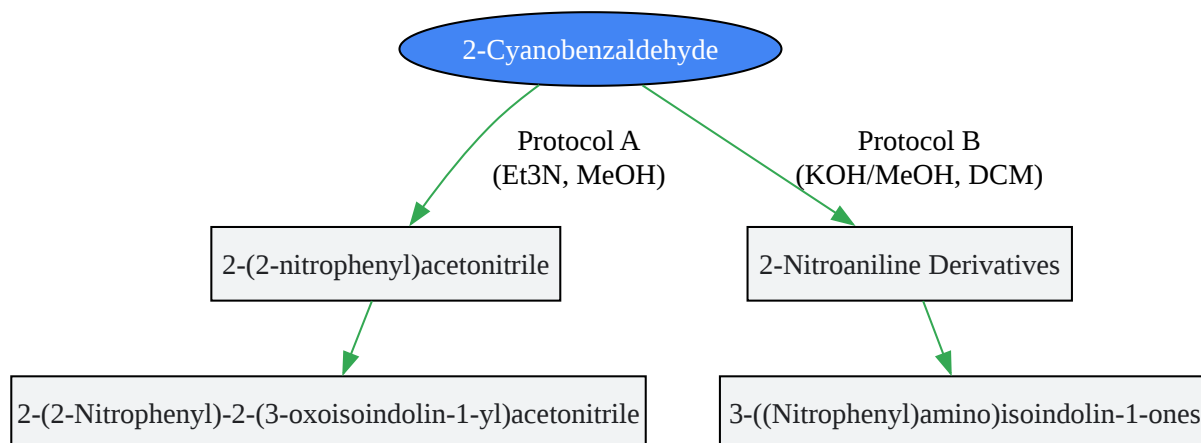 2-Cyanobenzaldehyde
Protocol A
(Et3N, MeOH)
Protocol B
(KOH/MeOH, DCM)
2-(2-nitrophenyl)acetonitrile
2-Nitroaniline Derivatives
2-(2-Nitrophenyl)-2-(3-oxoisoindolin-1-yl)acetonitrile
3-((Nitrophenyl)amino)isoindolin-1-ones